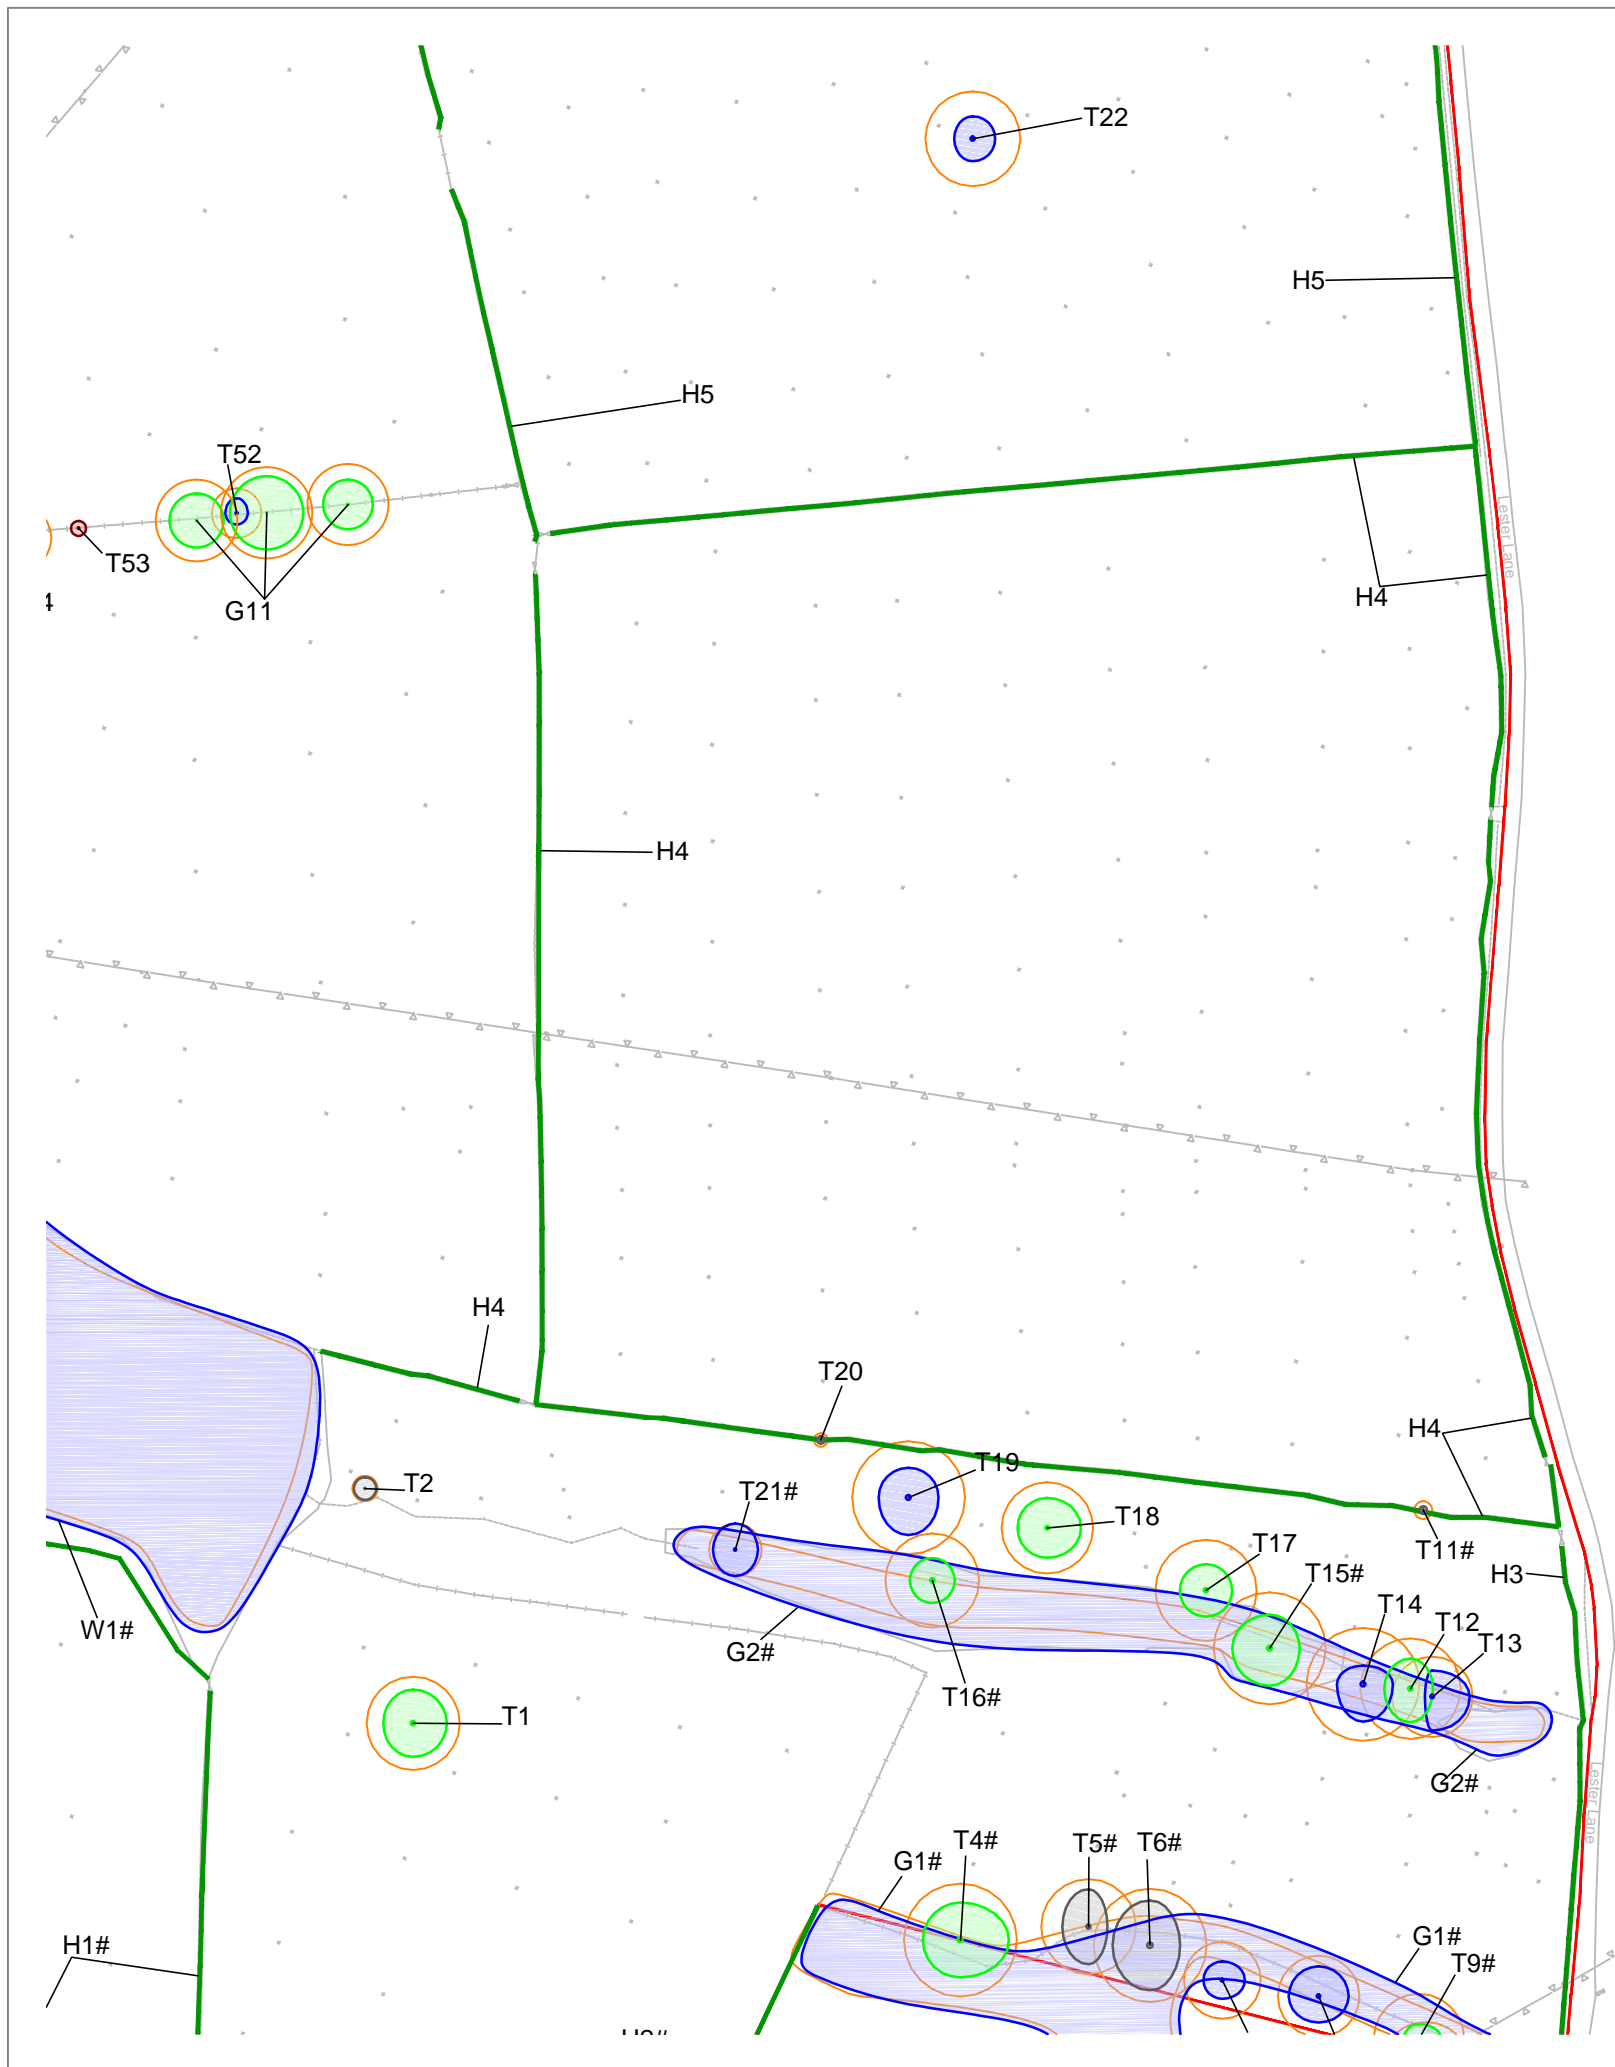 T22
H5
H5
T52
Lester Lane
T53
G11
H4
H4
H4
T20
H4
T19
T2
T21#
T18
T17
T11#
T15#
H3
T14
T12
T13
W1#
G2#
T16#
T1
G2#
Lester Lane
T4#
T5#
T6#
G1#
G1#
H1#
T9#